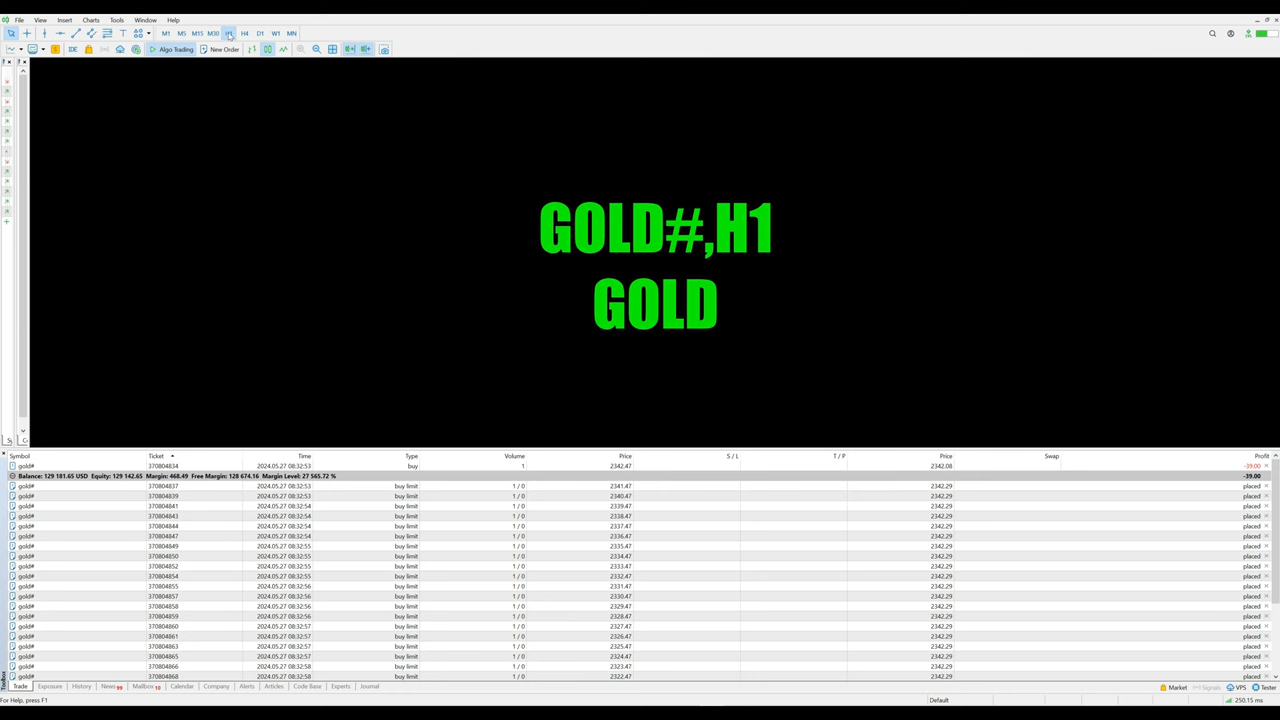 File View Insert Charts Tools Window Help
M1 M5 M15 M30 H1 H4 D1 W1 MN
IDE Algo Trading New Order
GOLD#,H1
GOLD
Symbol Ticket Time Type Volume Price S / L T / P Price Swap Profit
gold# 370804834 2024.05.27 08:32:53 buy 1 2342.47 2342.08 -39.00
Balance: 129 181.65 USD Equity: 129 142.65 Margin: 468.49 Free Margin: 128 674.16 Margin Level: 27 565.72 % -39.00
gold# 370804837 2024.05.27 08:32:53 buy limit 1 / 0 2341.47 2342.29 placed
gold# 370804839 2024.05.27 08:32:53 buy limit 1 / 0 2340.47 2342.29 placed
gold# 370804841 2024.05.27 08:32:54 buy limit 1 / 0 2339.47 2342.29 placed
gold# 370804843 2024.05.27 08:32:54 buy limit 1 / 0 2338.47 2342.29 placed
gold# 370804844 2024.05.27 08:32:54 buy limit 1 / 0 2337.47 2342.29 placed
gold# 370804847 2024.05.27 08:32:54 buy limit 1 / 0 2336.47 2342.29 placed
gold# 370804849 2024.05.27 08:32:55 buy limit 1 / 0 2335.47 2342.29 placed
gold# 370804850 2024.05.27 08:32:55 buy limit 1 / 0 2334.47 2342.29 placed
gold# 370804852 2024.05.27 08:32:55 buy limit 1 / 0 2333.47 2342.29 placed
gold# 370804854 2024.05.27 08:32:55 buy limit 1 / 0 2332.47 2342.29 placed
gold# 370804855 2024.05.27 08:32:56 buy limit 1 / 0 2331.47 2342.29 placed
gold# 370804857 2024.05.27 08:32:56 buy limit 1 / 0 2330.47 2342.29 placed
gold# 370804858 2024.05.27 08:32:56 buy limit 1 / 0 2329.47 2342.29 placed
gold# 370804859 2024.05.27 08:32:56 buy limit 1 / 0 2328.47 2342.29 placed
gold# 370804860 2024.05.27 08:32:57 buy limit 1 / 0 2327.47 2342.29 placed
gold# 370804861 2024.05.27 08:32:57 buy limit 1 / 0 2326.47 2342.29 placed
gold# 370804863 2024.05.27 08:32:57 buy limit 1 / 0 2325.47 2342.29 placed
gold# 370804865 2024.05.27 08:32:57 buy limit 1 / 0 2324.47 2342.29 placed
gold# 370804866 2024.05.27 08:32:58 buy limit 1 / 0 2323.47 2342.29 placed
gold# 370804868 2024.05.27 08:32:58 buy limit 1 / 0 2322.47 2342.29 placed
Toolbox
Trade Exposure History News 99 Mailbox 10 Calendar Company Alerts Articles Code Base Experts Journal Market Signals VPS Tester
For Help, press F1 Default 250.15 ms